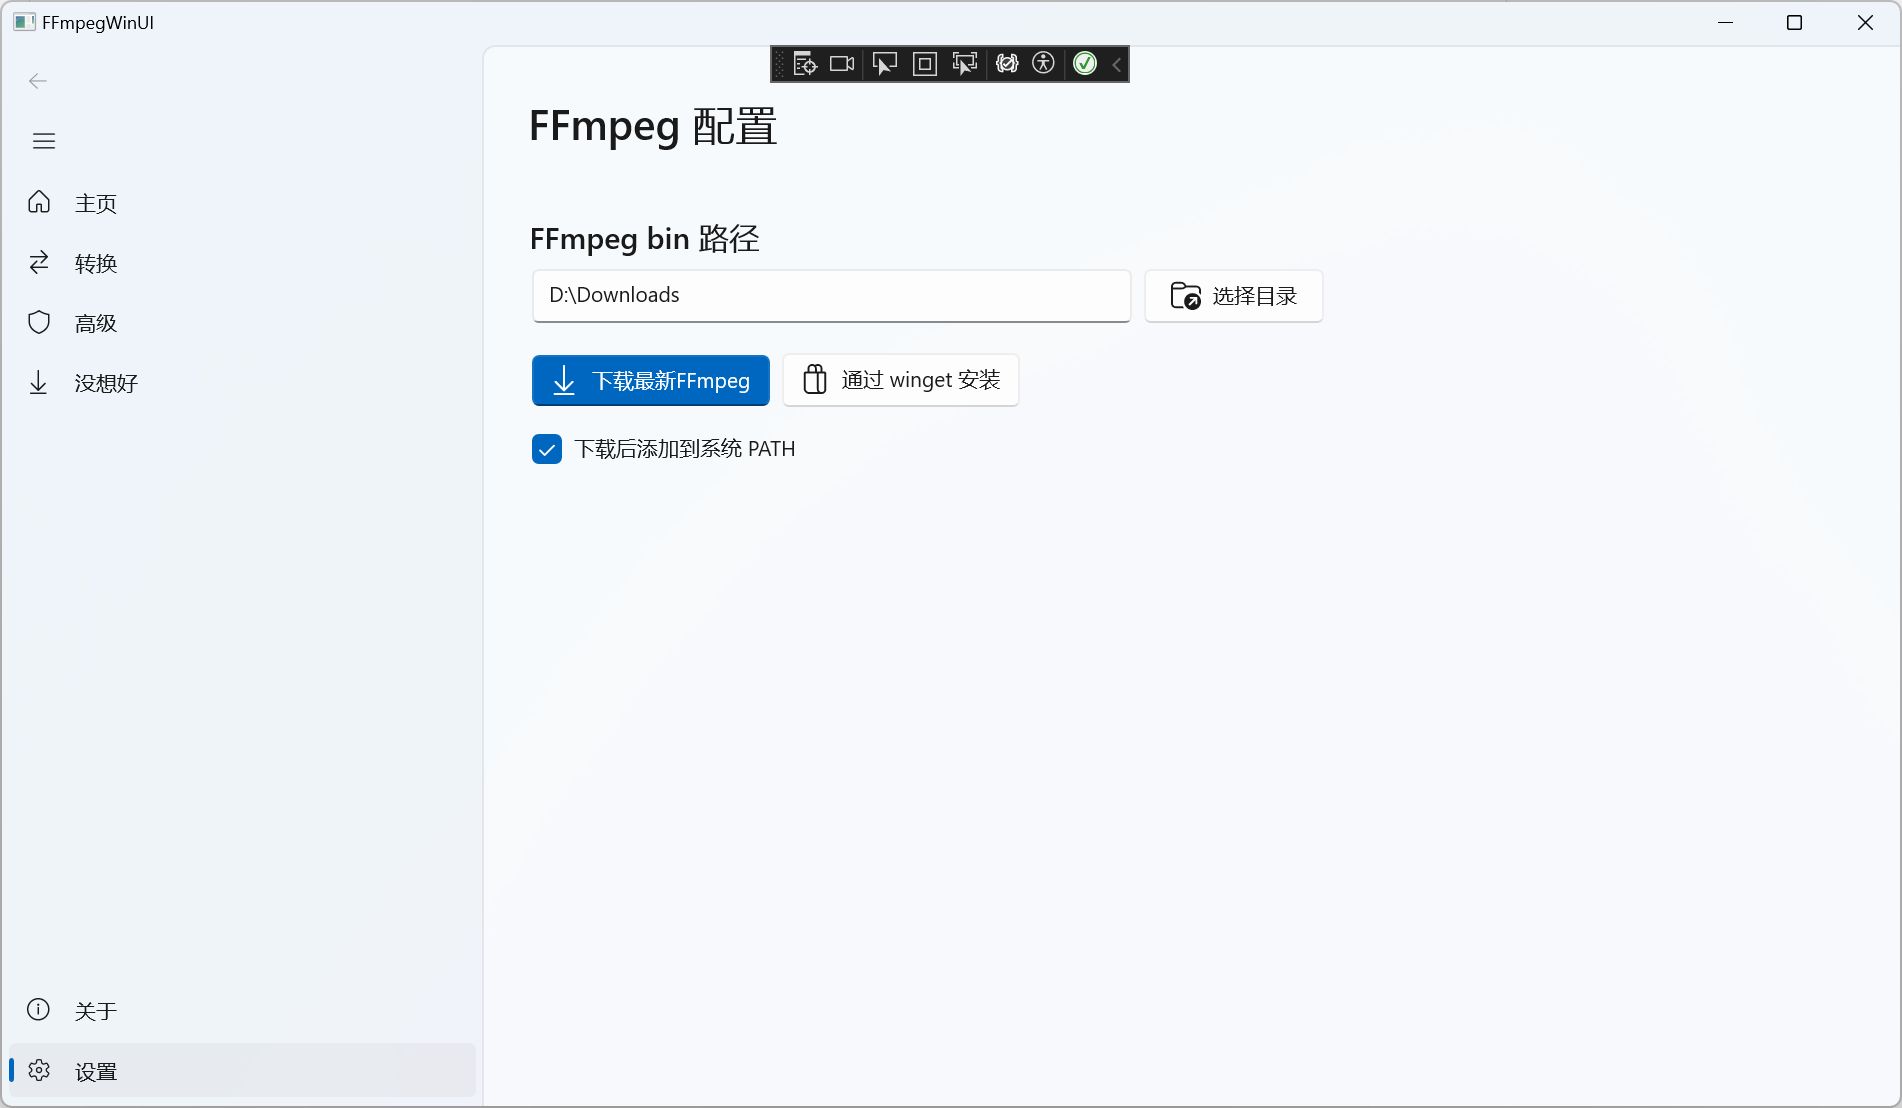 FFmpegWinUI
主页
转换
高级
没想好
关于
设置
FFmpeg 配置
FFmpeg bin 路径
D:\Downloads
选择目录
下载最新FFmpeg
通过 winget 安装
下载后添加到系统 PATH